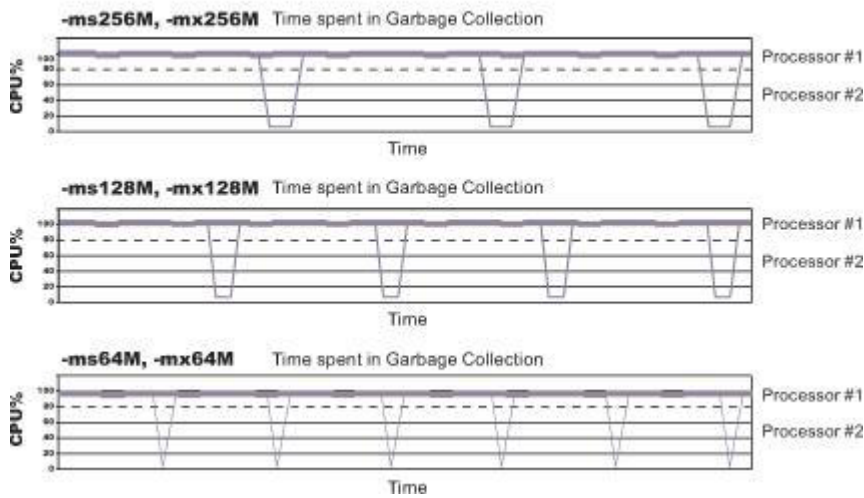 -ms256M, -mx256M Time spent in Garbage Collection
CPU%
100
80
60
40
20
0
Processor #1
Processor #2
Time
-ms128M, -mx128M Time spent in Garbage Collection
CPU%
100
80
60
40
20
0
Processor #1
Processor #2
Time
-ms64M, -mx64M Time spent in Garbage Collection
CPU%
100
80
60
40
20
0
Processor #1
Processor #2
Time